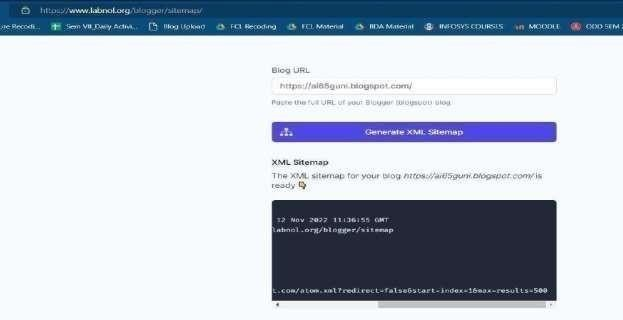 https://www.labnol.org/blogger/sitemap/
ure Recodi... Sem VII_Daily Activi... Blog Upload FCL Recoding FCL Material BDA Material INFOSYS COURSES MOODLE ODD SEM 2
Blog URL
https://ai65guni.blogspot.com/
Paste the full URL of your Blogger (blogspot) blog
Generate XML Sitemap
XML Sitemap
The XML sitemap for your blog https://ai65guni.blogspot.com/ is
ready
12 Nov 2022 11:36:55 GMT
labnol.org/blogger/sitemap
t.com/atom.xml?redirect=false&start-index=1&max-results=500